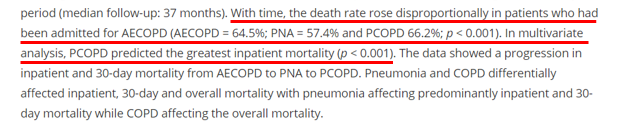 period (median follow-up: 37 months). With time, the death rate rose disproportionally in patients who had
been admitted for AECOPD (AECOPD = 64.5%; PNA = 57.4% and PCOPD 66.2%; p < 0.001). In multivariate
analysis, PCOPD predicted the greatest inpatient mortality (p < 0.001). The data showed a progression in
inpatient and 30-day mortality from AECOPD to PNA to PCOPD. Pneumonia and COPD differentially
affected inpatient, 30-day and overall mortality with pneumonia affecting predominantly inpatient and 30-
day mortality while COPD affecting the overall mortality.